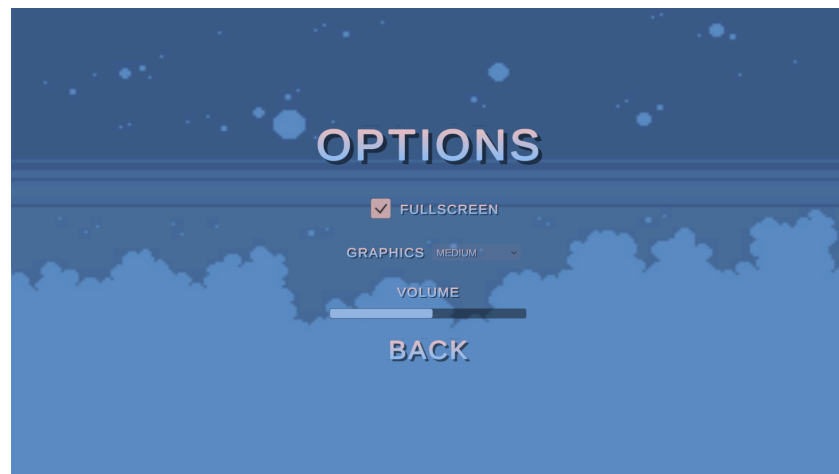 OPTIONS
FULLSCREEN
GRAPHICS MEDIUM
VOLUME
BACK